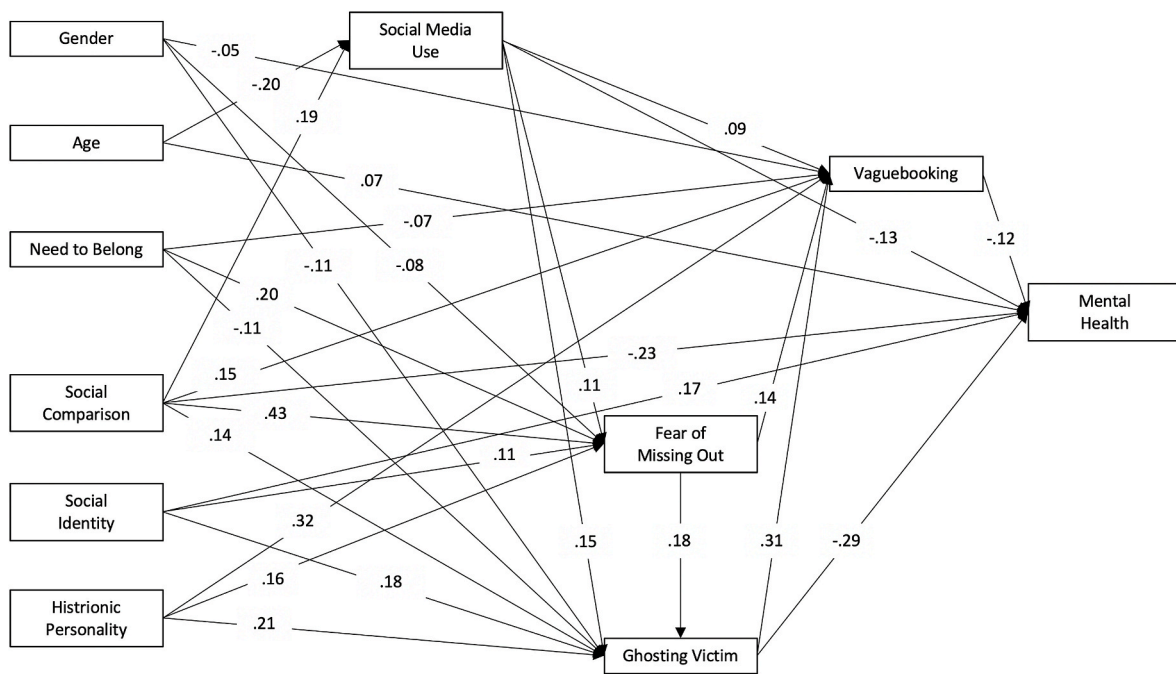 Gender
Social Media
Use
-.05
-.20
.19
Age
.09
.07
Vaguebooking
-.07
Need to Belong
-.11
-.08
-.13
-.12
.20
-.11
Mental
Health
-.23
.15
.11
.17
.14
Social
Comparison
.43
.14
Fear of
Missing Out
.11
Social
Identity
.32
.15
.18
.31
-.29
.16
.18
Histrionic
Personality
.21
Ghosting Victim